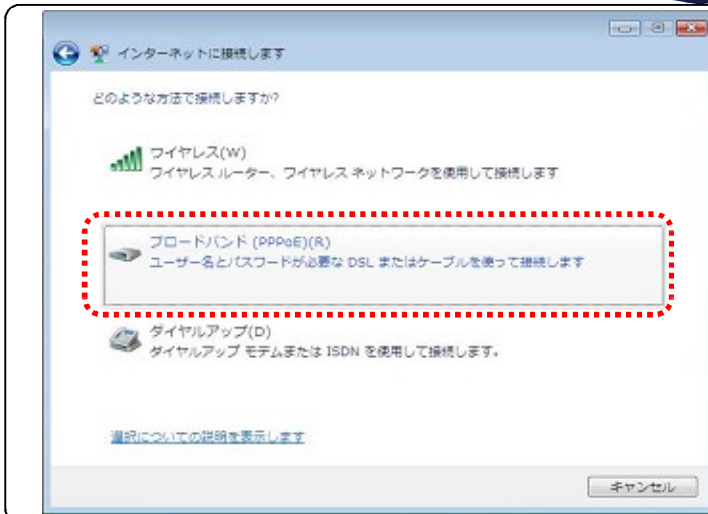 インターネットに接続します
どのような方法で接続しますか?
ワイヤレス(W)
ワイヤレス ルーター、ワイヤレス ネットワークを使用して接続します
ブロードバンド (PPPoE)(R)
ユーザー名とパスワードが必要な DSL またはケーブルを使って接続します
ダイヤルアップ(D)
ダイヤルアップ モデムまたは ISDN を使用して接続します。
選択についての説明を表示します
キャンセル